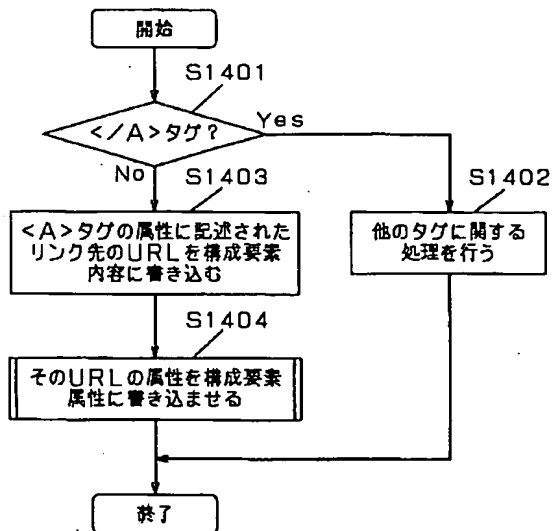 開始
S1401
</A>タグ?
Yes
No
S1403
S1402
<A>タグの属性に記述された
リンク先のURLを構成要素
内容に書き込む
他のタグに関する
処理を行う
S1404
そのURLの属性を構成要素
属性に書き込ませる
終了